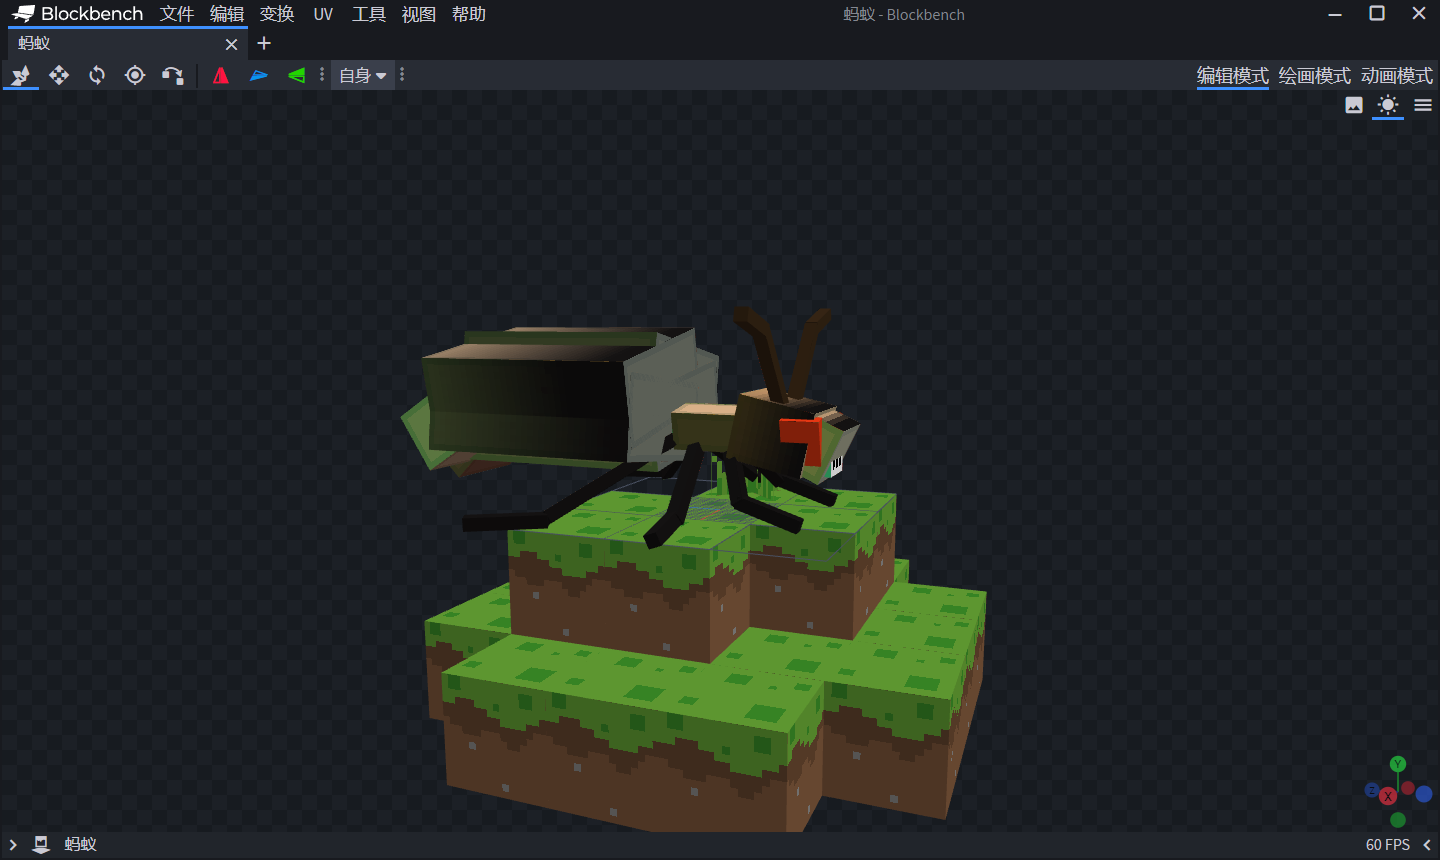 Blockbench 文件 编辑 变换 UV 工具 视图 帮助 蚂蚁 - Blockbench
蚂蚁
自身 编辑模式 绘画模式 动画模式
Y
Z X
蚂蚁 60 FPS